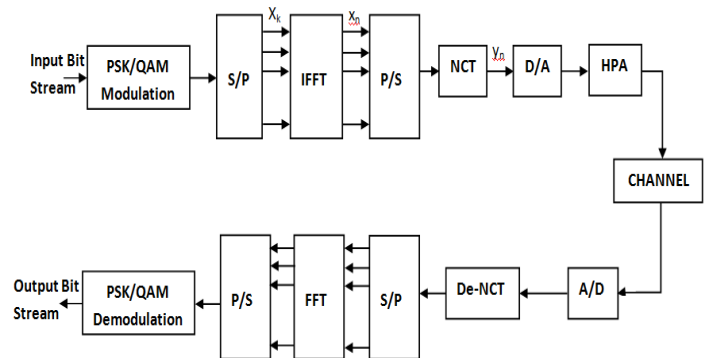 Input Bit
Stream
PSK/QAM
Modulation
S/P
Xk
IFFT
xn
P/S
NCT
yn
D/A
HPA
CHANNEL
Output Bit
Stream
PSK/QAM
Demodulation
P/S
FFT
S/P
De-NCT
A/D